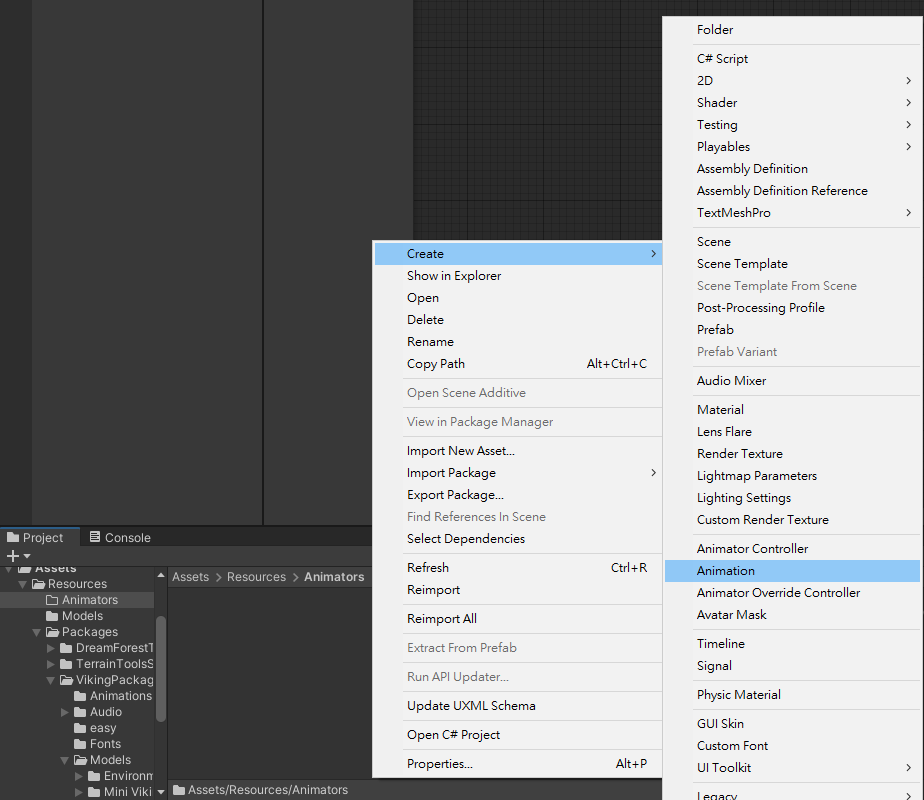 Folder
C# Script
2D
Shader
Testing
Playables
Assembly Definition
Assembly Definition Reference
TextMeshPro
Scene
Scene Template
Scene Template From Scene
Post-Processing Profile
Prefab
Prefab Variant
Audio Mixer
Material
Lens Flare
Render Texture
Lightmap Parameters
Lighting Settings
Custom Render Texture
Animator Controller
Animation
Animator Override Controller
Avatar Mask
Timeline
Signal
Physic Material
GUI Skin
Custom Font
UI Toolkit
Legacy
Create
Show in Explorer
Open
Delete
Rename
Copy Path Alt+Ctrl+C
Open Scene Additive
View in Package Manager
Import New Asset...
Import Package
Export Package...
Find References In Scene
Select Dependencies
Refresh Ctrl+R
Reimport
Reimport All
Extract From Prefab
Run API Updater...
Update UXML Schema
Open C# Project
Properties... Alt+P
Project Console
Assets
Resources
Animators
Models
Packages
DreamForestT
TerrainToolsS
VikingPackag
Animations
Audio
easy
Fonts
Models
Environm
Mini Viki
Assets > Resources > Animators
Assets/Resources/Animators